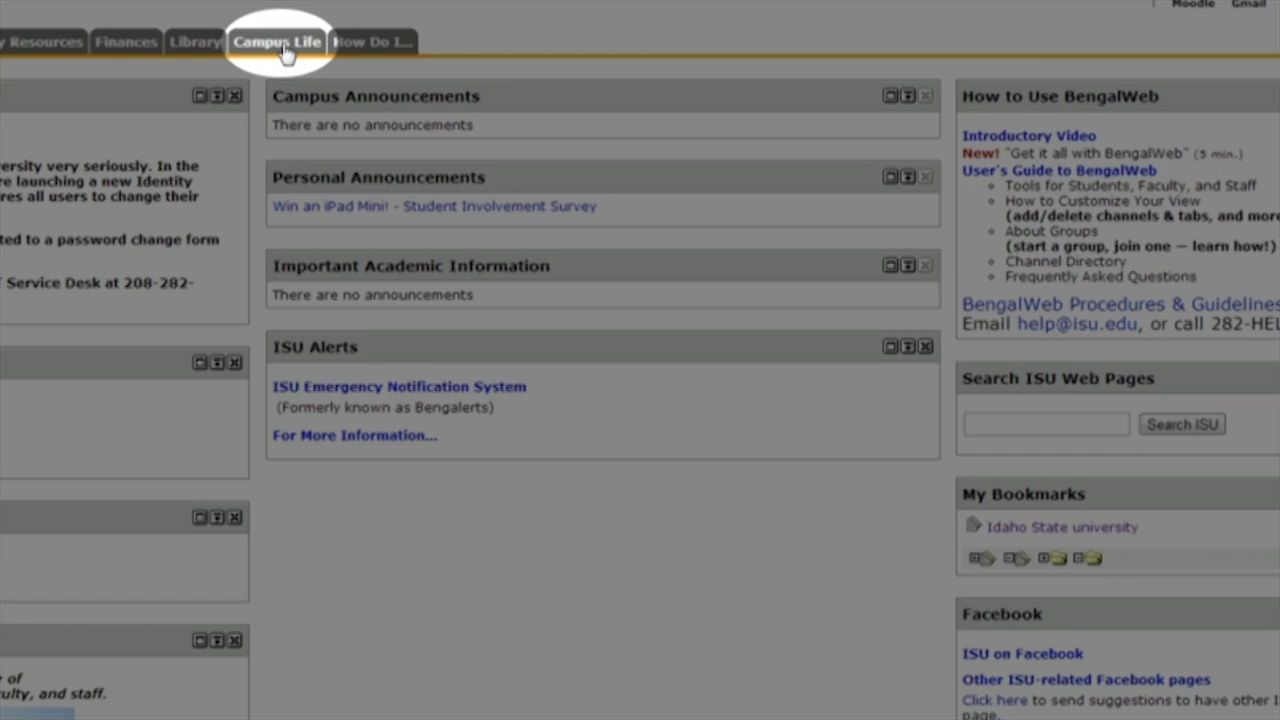 Moodle Gmail
y Resources Finances Library Campus Life How Do I...
ersity very seriously. In the
re launching a new Identity
res all users to change their
ted to a password change form
T Service Desk at 208-282-
y of
ulty, and staff.
Campus Announcements
There are no announcements
Personal Announcements
Win an iPad Mini! - Student Involvement Survey
Important Academic Information
There are no announcements
ISU Alerts
ISU Emergency Notification System
(Formerly known as Bengalerts)
For More Information...
How to Use BengalWeb
Introductory Video
New! "Get it all with BengalWeb" (5 min.)
User's Guide to BengalWeb
Tools for Students, Faculty, and Staff
How to Customize Your View
(add/delete channels & tabs, and more
About Groups
(start a group, join one — learn how!)
Channel Directory
Frequently Asked Questions
BengalWeb Procedures & Guidelines
Email help@isu.edu, or call 282-HEL
Search ISU Web Pages
Search ISU
My Bookmarks
Idaho State university
Facebook
ISU on Facebook
Other ISU-related Facebook pages
Click here to send suggestions to have other I
page.